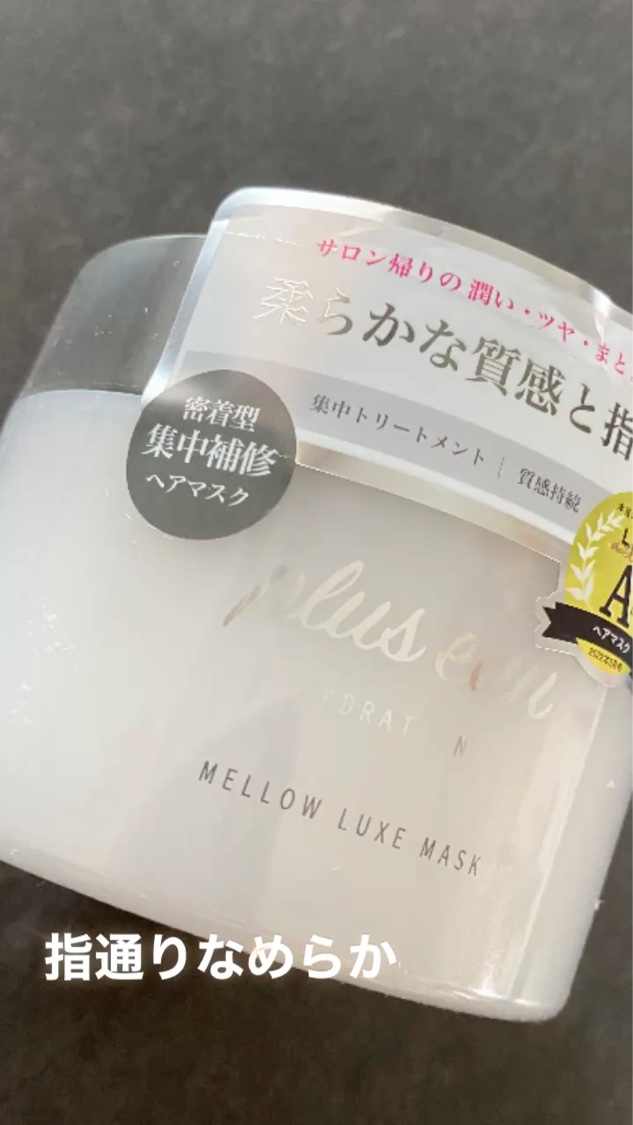 サロン帰りの 潤い・ツヤ・まと
柔らかな質感と指
集中トリートメント | 質感持続
密着型
集中補修
ヘアマスク
plus eau
HYDRATION
MELLOW LUXE MASK
A
ヘアマスク
指通りなめらか